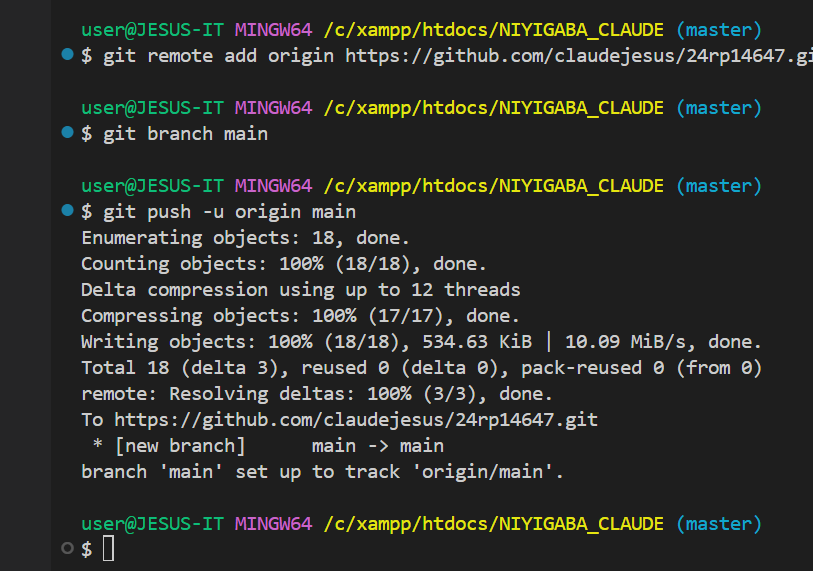 user@JESUS-IT MINGW64 /c/xampp/htdocs/NIYIGABA_CLAUDE (master)
$ git remote add origin https://github.com/claudejesus/24rp14647.gi
user@JESUS-IT MINGW64 /c/xampp/htdocs/NIYIGABA_CLAUDE (master)
$ git branch main
user@JESUS-IT MINGW64 /c/xampp/htdocs/NIYIGABA_CLAUDE (master)
$ git push -u origin main
Enumerating objects: 18, done.
Counting objects: 100% (18/18), done.
Delta compression using up to 12 threads
Compressing objects: 100% (17/17), done.
Writing objects: 100% (18/18), 534.63 KiB | 10.09 MiB/s, done.
Total 18 (delta 3), reused 0 (delta 0), pack-reused 0 (from 0)
remote: Resolving deltas: 100% (3/3), done.
To https://github.com/claudejesus/24rp14647.git
 * [new branch]      main -> main
branch 'main' set up to track 'origin/main'.
user@JESUS-IT MINGW64 /c/xampp/htdocs/NIYIGABA_CLAUDE (master)
$